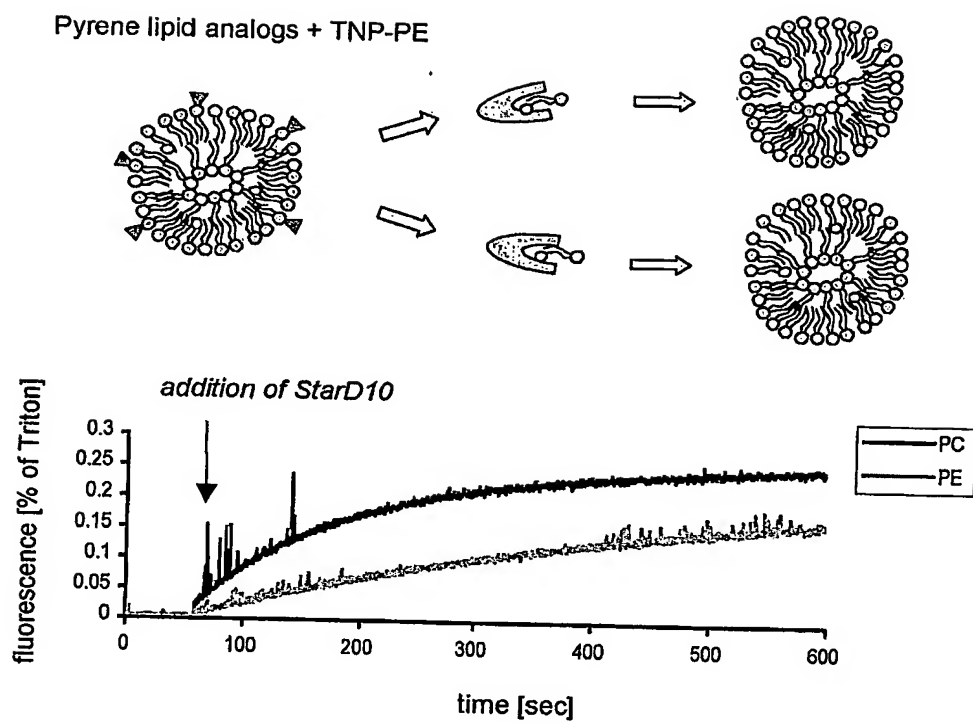 Pyrene lipid analogs + TNP-PE
addition of StarD10
fluorescence [% of Triton]
0.3
0.25
0.2
0.15
0.1
0.05
0
0
100
200
300
400
500
600
time [sec]
PC
PE